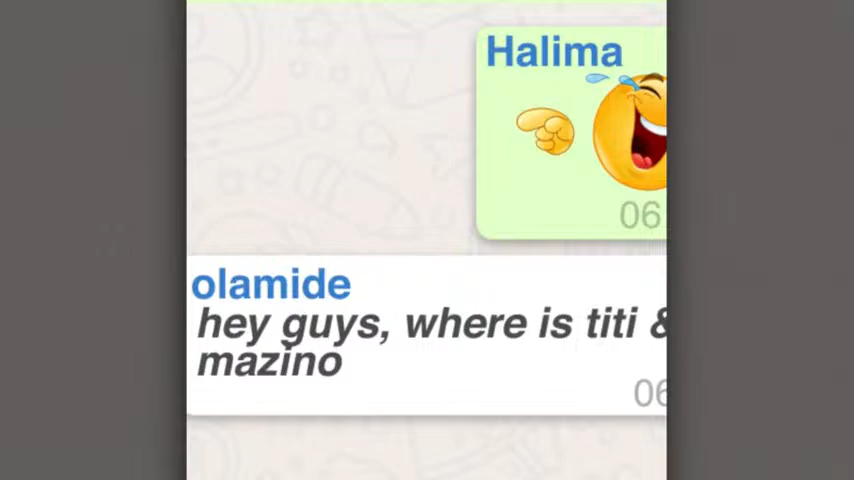 Halima
06
olamide
hey guys, where is titi &
mazino
06